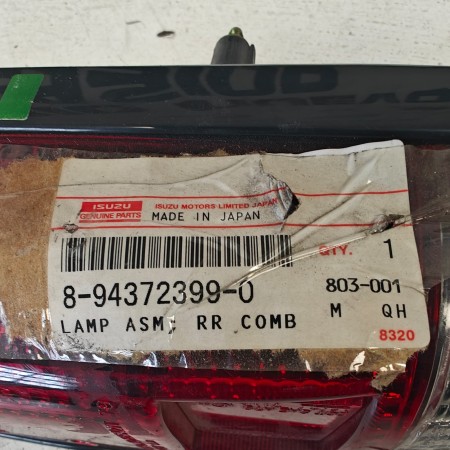 ISUZU
GENUINE PARTS
ISUZU MOTORS LIMITED JAPAN
MADE IN JAPAN
QTY. 1
8-94372399-0
803-001
LAMP ASM; RR COMB
M QH
8320